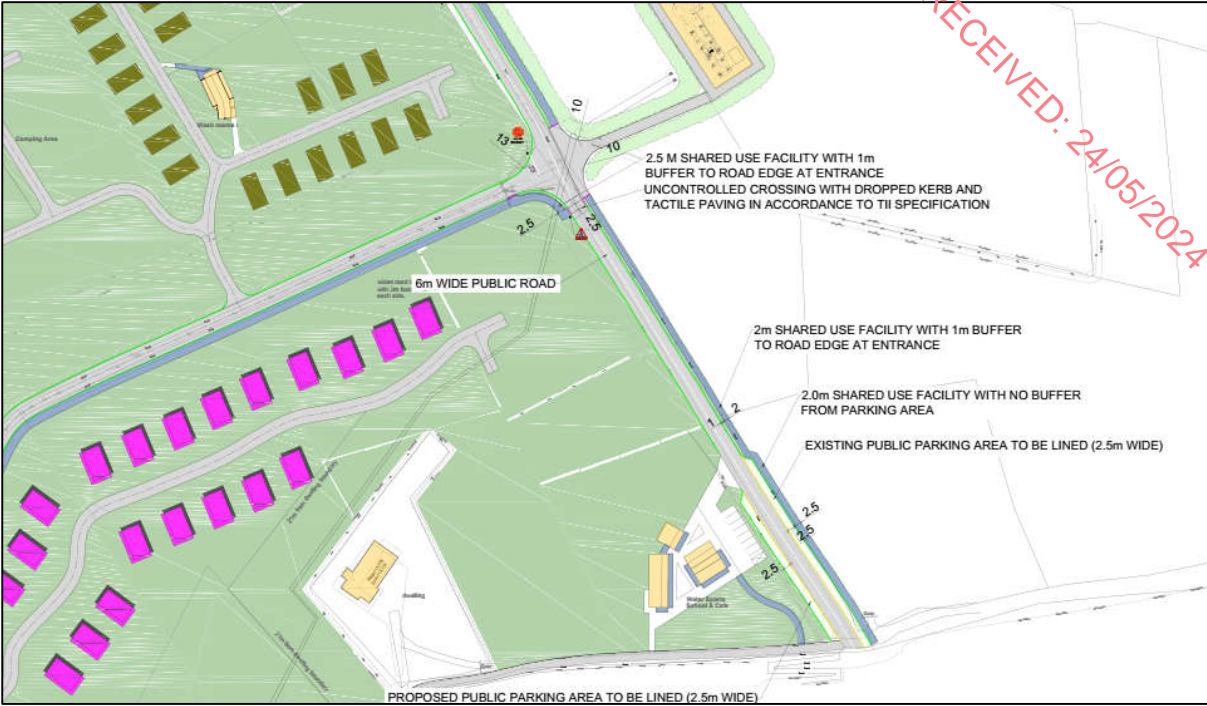 RECEIVED: 24/05/2024
10
Camping Area
13
10
2.5 M SHARED USE FACILITY WITH 1m
BUFFER TO ROAD EDGE AT ENTRANCE
UNCONTROLLED CROSSING WITH DROPPED KERB AND
TACTILE PAVING IN ACCORDANCE TO TII SPECIFICATION
2.5
2.5
6m WIDE PUBLIC ROAD
each side.
2m SHARED USE FACILITY WITH 1m BUFFER
TO ROAD EDGE AT ENTRANCE
2.0m SHARED USE FACILITY WITH NO BUFFER
FROM PARKING AREA
1
2
EXISTING PUBLIC PARKING AREA TO BE LINED (2.5m WIDE)
2.5
2.5
2.5
dwelling
Water Sports
School & Cafe
PROPOSED PUBLIC PARKING AREA TO BE LINED (2.5m WIDE)